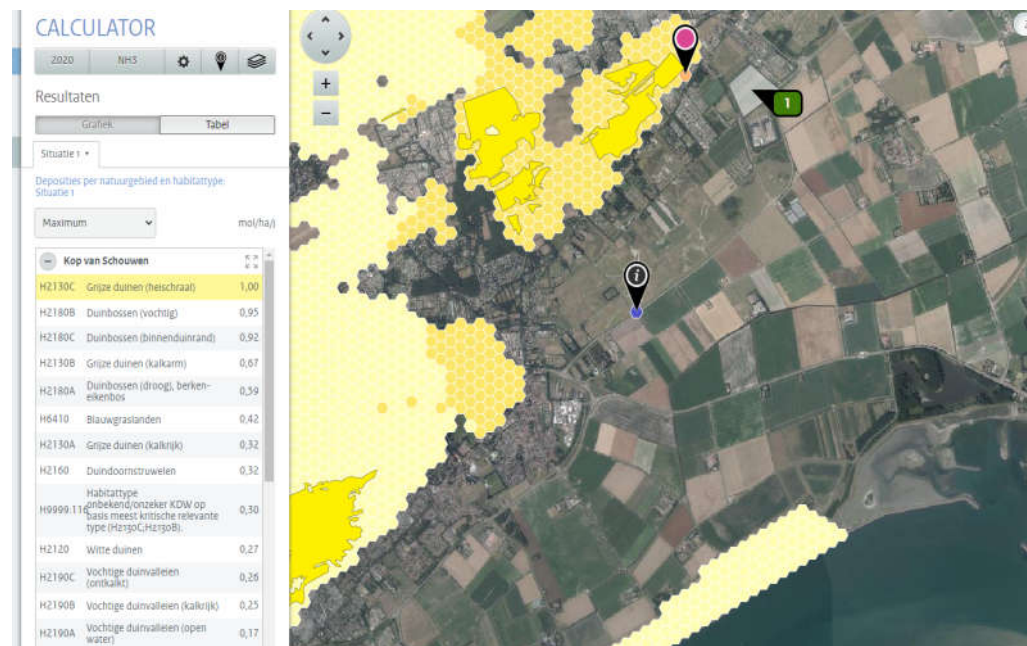 CALCULATOR
2020 NH3
Resultaten
Grafiek Tabel
Situatie 1
Deposities per natuurgebied en habitattype:
Situatie 1
Maximum mol/ha/j
Kop van Schouwen
H2130C Grijze duinen (heischraal) 1,00
H2180B Duinbossen (vochtig) 0,95
H2180C Duinbossen (binnenduinrand) 0,92
H2130B Grijze duinen (kalkarm) 0,67
H2180A Duinbossen (droog), berken-
eikenbos 0,59
H6410 Blauwgraslanden 0,42
H2130A Grijze duinen (kalkrijk) 0,32
H2160 Duindoornstruwelen 0,32
Habitattype
H9999:116 onbekend/onzeker KDW op 0,30
basis meest kritische relevante
type (H2130C;H2130B).
H2120 Witte duinen 0,27
H2190C Vochtige duinvalleien
(ontkalkt) 0,26
H2190B Vochtige duinvalleien (kalkrijk) 0,25
H2190A Vochtige duinvalleien (open
water) 0,17
1
i